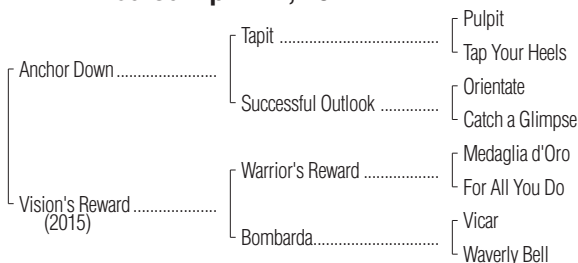 Pulpit
Tapit ........................................
Tap Your Heels
Anchor Down .........................
Orientate
Successful Outlook ..............
Catch a Glimpse
Medaglia d'Oro
Warrior's Reward ..................
For All You Do
Vision's Reward .....................
(2015)
Vicar
Bombarda...............................
Waverly Bell